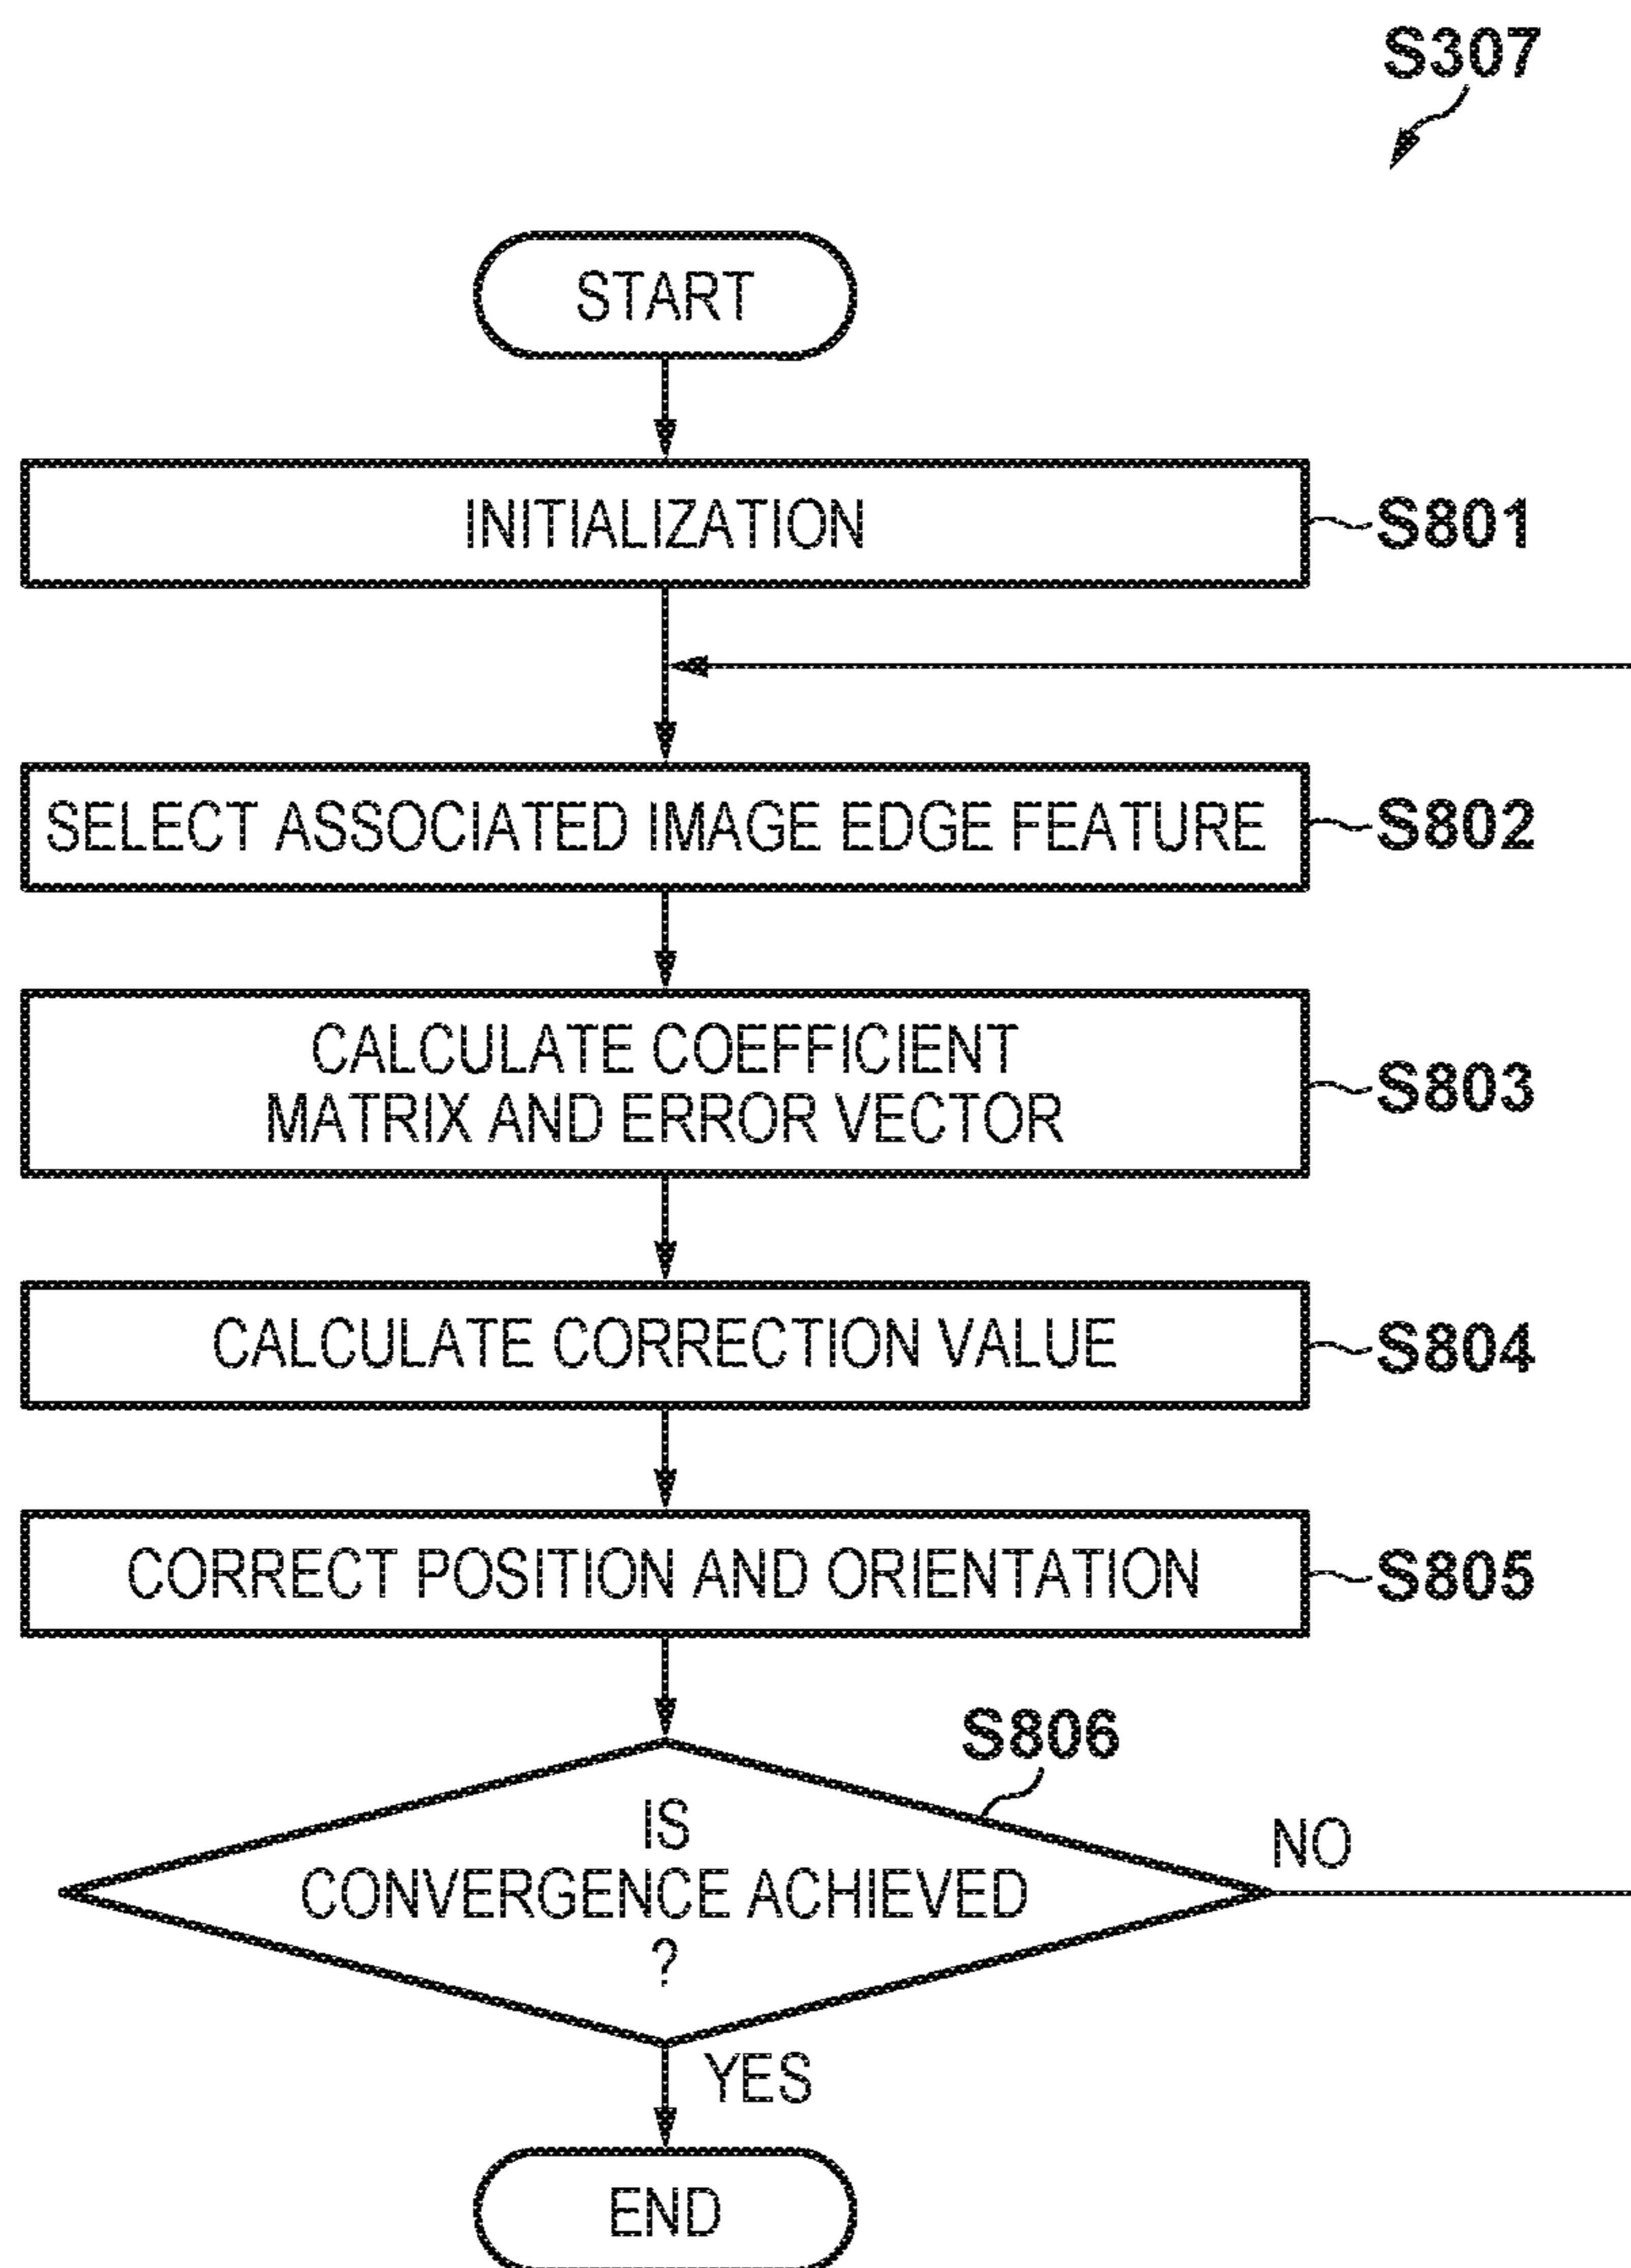 S307
START
INITIALIZATION
S801
SELECT ASSOCIATED IMAGE EDGE FEATURE
S802
CALCULATE COEFFICIENT
MATRIX AND ERROR VECTOR
S803
CALCULATE CORRECTION VALUE
S804
CORRECT POSITION AND ORIENTATION
S805
S806
IS
CONVERGENCE ACHIEVED
?
NO
YES
END